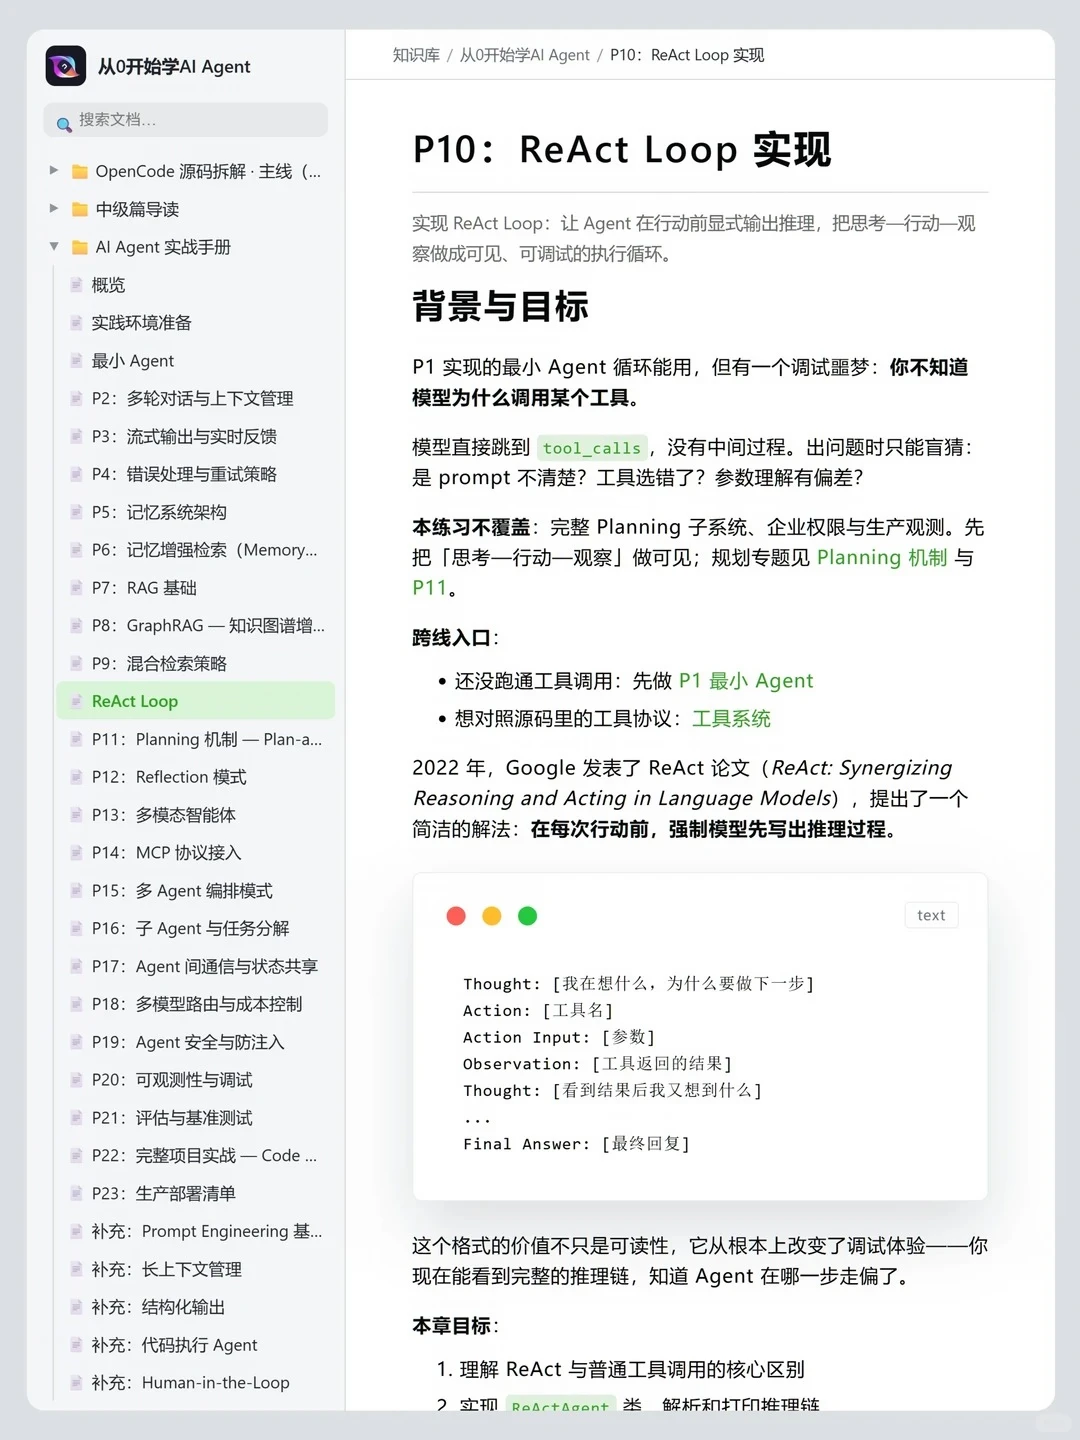 从0开始学AI Agent
搜索文档...
OpenCode 源码拆解 · 主线（...
中级篇导读
AI Agent 实战手册
概览
实践环境准备
最小 Agent
P2：多轮对话与上下文管理
P3：流式输出与实时反馈
P4：错误处理与重试策略
P5：记忆系统架构
P6：记忆增强检索（Memory...
P7：RAG 基础
P8：GraphRAG — 知识图谱增...
P9：混合检索策略
ReAct Loop
P11：Planning 机制 — Plan-a...
P12：Reflection 模式
P13：多模态智能体
P14：MCP 协议接入
P15：多 Agent 编排模式
P16：子 Agent 与任务分解
P17：Agent 间通信与状态共享
P18：多模型路由与成本控制
P19：Agent 安全与防注入
P20：可观测性与调试
P21：评估与基准测试
P22：完整项目实战 — Code ...
P23：生产部署清单
补充：Prompt Engineering 基...
补充：长上下文管理
补充：结构化输出
补充：代码执行 Agent
补充：Human-in-the-Loop
知识库 / 从0开始学AI Agent / P10：ReAct Loop 实现
P10：ReAct Loop 实现
实现 ReAct Loop：让 Agent 在行动前显式输出推理，把思考—行动—观
察做成可见、可调试的执行循环。
背景与目标
P1 实现的最小 Agent 循环能用，但有一个调试噩梦：你不知道
模型为什么调用某个工具。
模型直接跳到 tool_calls，没有中间过程。出问题时只能盲猜：
是 prompt 不清楚？工具选错了？参数理解有偏差？
本练习不覆盖：完整 Planning 子系统、企业权限与生产观测。先
把「思考—行动—观察」做可见；规划专题见 Planning 机制 与
P11。
跨线入口：
• 还没跑通工具调用：先做 P1 最小 Agent
• 想对照源码里的工具协议：工具系统
2022 年，Google 发表了 ReAct 论文（ReAct: Synergizing
Reasoning and Acting in Language Models），提出了一个
简洁的解法：在每次行动前，强制模型先写出推理过程。
text
Thought: [我在想什么，为什么要做下一步]
Action: [工具名]
Action Input: [参数]
Observation: [工具返回的结果]
Thought: [看到结果后我又想到什么]
...
Final Answer: [最终回复]
这个格式的价值不只是可读性，它从根本上改变了调试体验——你
现在能看到完整的推理链，知道 Agent 在哪一步走偏了。
本章目标：
1. 理解 ReAct 与普通工具调用的核心区别
2. 实现 ReActAgent 类，解析和打印推理链